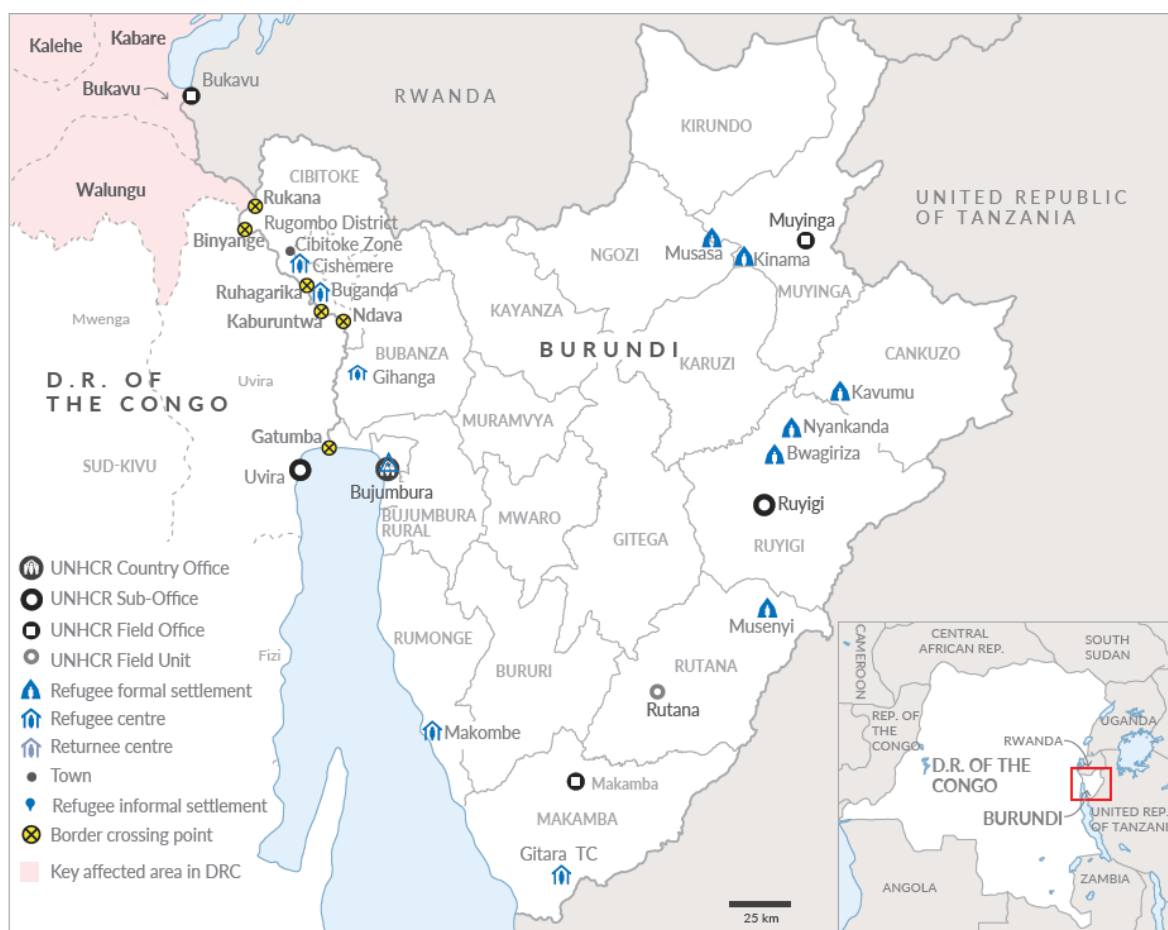 Kalehe
Kabare
Bukavu
Bukavu
RWANDA
KIRUNDO
Walungu
CIBITOKE
Rukana
UNITED REPUBLIC
OF TANZANIA
Rugombo District
Binyange
Muyinga
Cibitoke Zone
NGOZI
Musasa
Kinama
Cishemere
Ruhagarika
Buganda
MUYINGA
Mwenga
Kaburuntwa
Ndava
KAYANZA
BURUNDI
CANKUZO
BUBANZA
KARUZI
Gihanga
D.R. OF
THE CONGO
Uvira
Kavumu
MURAMVYA
Nyankanda
Gatumba
Bwagiriza
SUD-KIVU
Uvira
Bujumbura
Ruyigi
BUJUMBURA
RURAL
MWARO
GITEGA
RUYIGI
UNHCR Country Office
UNHCR Sub-Office
UNHCR Field Office
UNHCR Field Unit
Refugee formal settlement
Refugee centre
Returnee centre
Town
Refugee informal settlement
Border crossing point
Key affected area in DRC
Fizi
RUMONGE
BURURI
Musenyi
RUTANA
Rutana
Makombe
Makamba
MAKAMBA
Gitara TC
25 km
CAMEROON
CENTRAL
AFRICAN REP.
SOUTH
SUDAN
REP. OF
THE
CONGO
UGANDA
RWANDA
D.R. OF THE
CONGO
BURUNDI
UNITED REP.
OF TANZANIA
ANGOLA
ZAMBIA